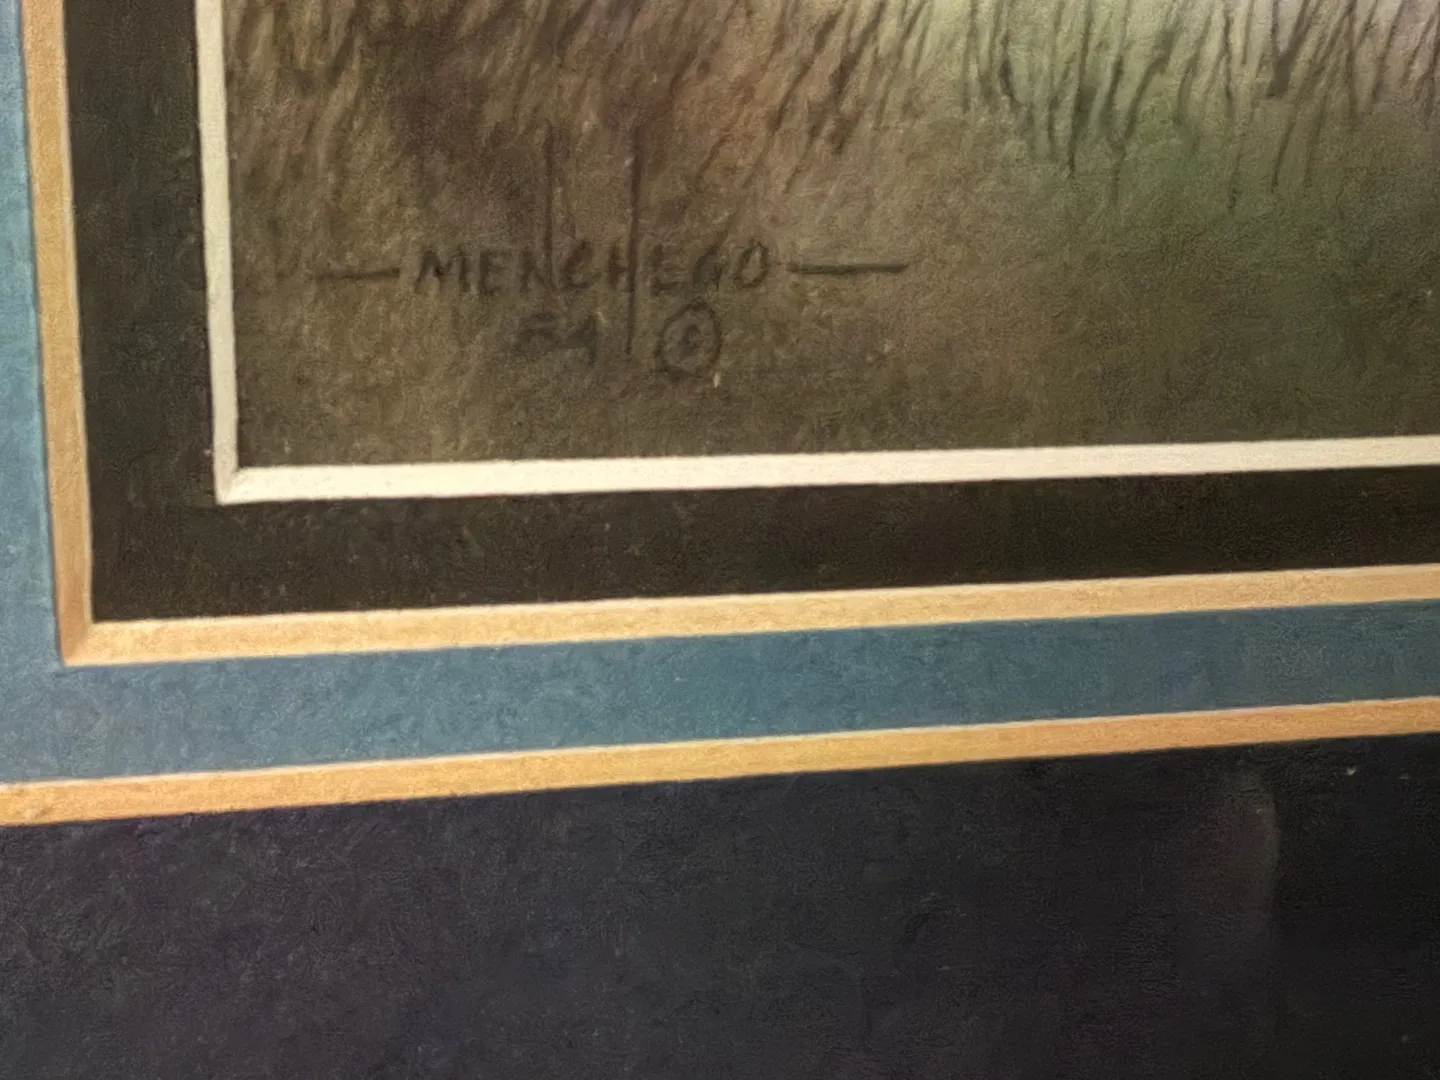 — MENCHEGO —
84 ©